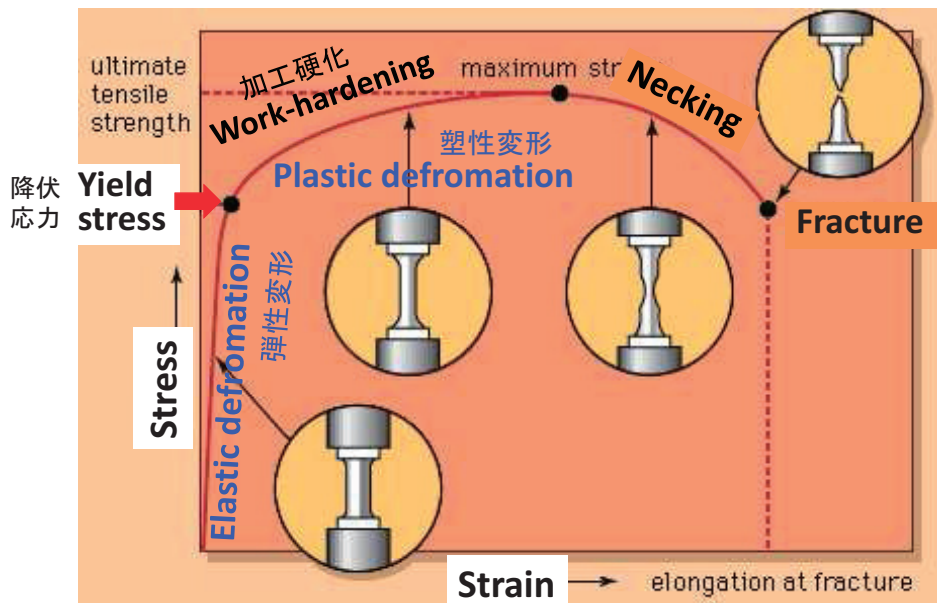 ultimate
tensile
strength
加工硬化
Work-hardening
maximum str
Necking
塑性変形
Plastic defromation
降伏
応力
Yield
stress
Fracture
Elastic defromation
弾性変形
Stress
Strain
elongation at fracture